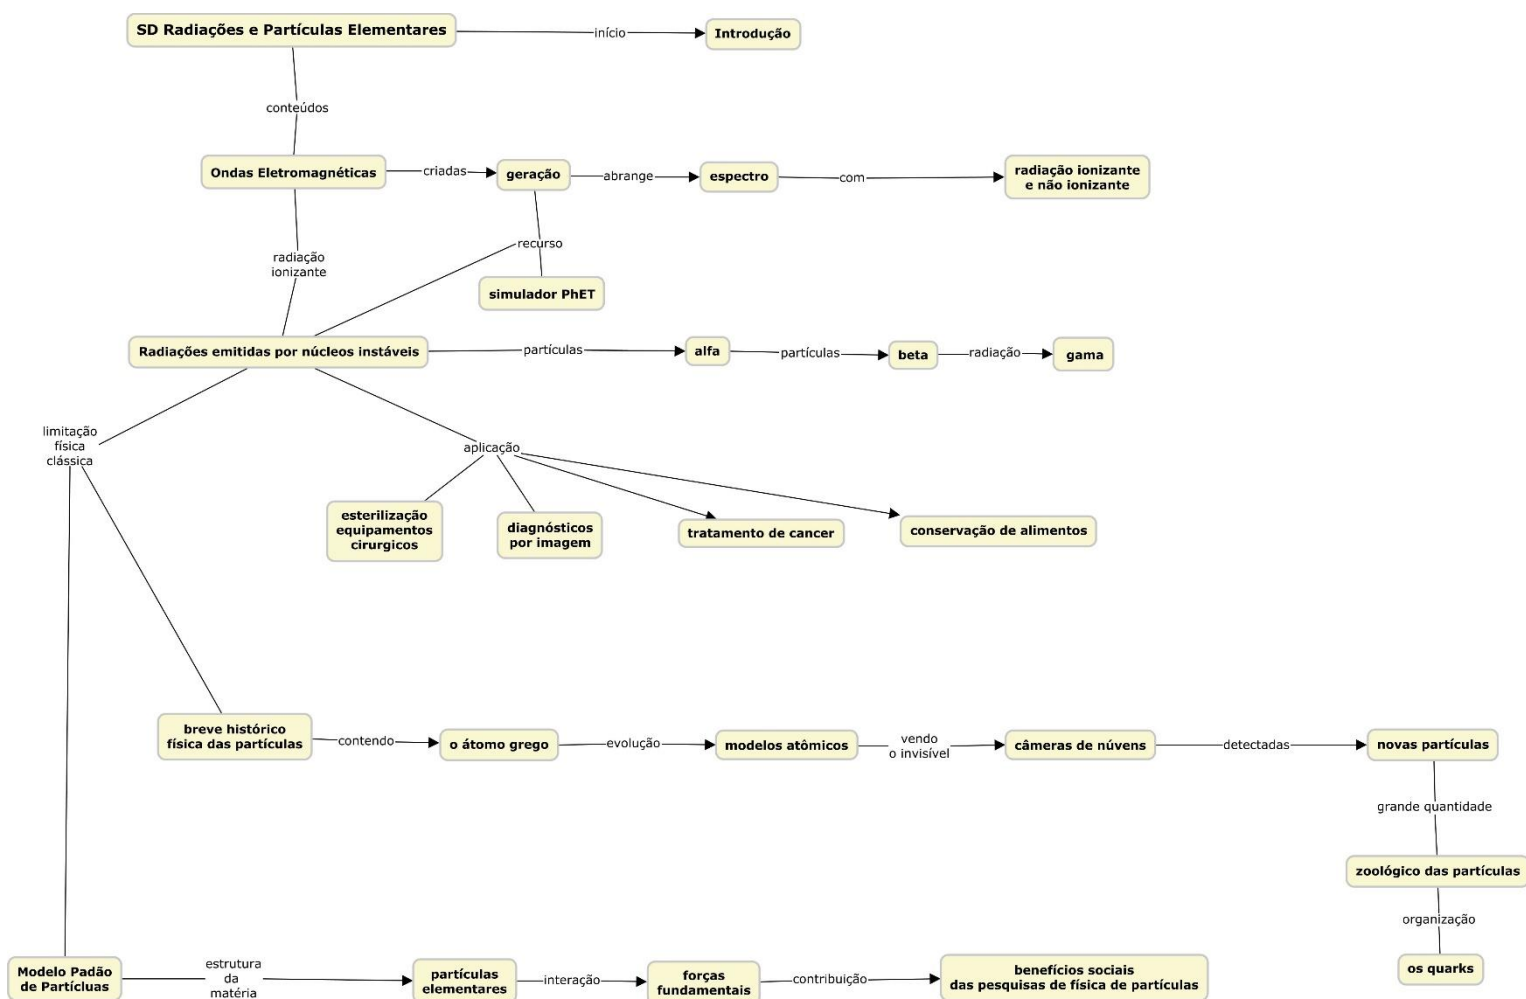 SD Radiações e Partículas Elementares
início
Introdução
conteúdos
Ondas Eletromagnéticas
criadas
geração
abrange
espectro
com
radiação ionizante
e não ionizante
radiação
ionizante
recurso
simulador PhET
Radiações emitidas por núcleos instáveis
partículas
alfa
partículas
beta
radiação
gama
limitação
física
clássica
aplicação
esterilização
equipamentos
cirurgicos
diagnósticos
por imagem
tratamento de cancer
conservação de alimentos
breve histórico
física das partículas
contendo
o átomo grego
evolução
modelos atômicos
vendo
o invisível
câmeras de núvens
detectadas
novas partículas
grande quantidade
zoológico das partículas
organização
os quarks
Modelo Padão
de Partícluas
estrutura
da
matéria
partículas
elementares
interação
forças
fundamentais
contribuição
benefícios sociais
das pesquisas de física de partículas